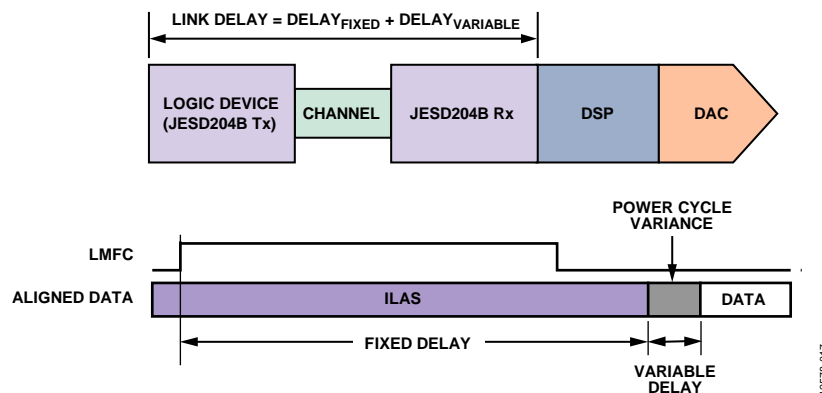 LINK DELAY = DELAYFIXED + DELAYVARIABLE
LOGIC DEVICE
(JESD204B Tx)
CHANNEL
JESD204B Rx
DSP
DAC
POWER CYCLE
VARIANCE
LMFC
ALIGNED DATA
ILAS
DATA
FIXED DELAY
VARIABLE
DELAY